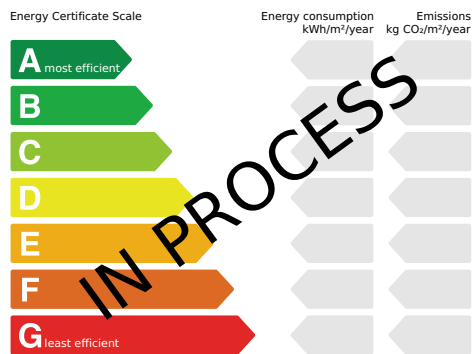 Energy Certificate Scale
Energy consumption
kWh/m²/year
Emissions
kg CO₂/m²/year
A most efficient
B
C
D
E
F
G least efficient
IN PROCESS